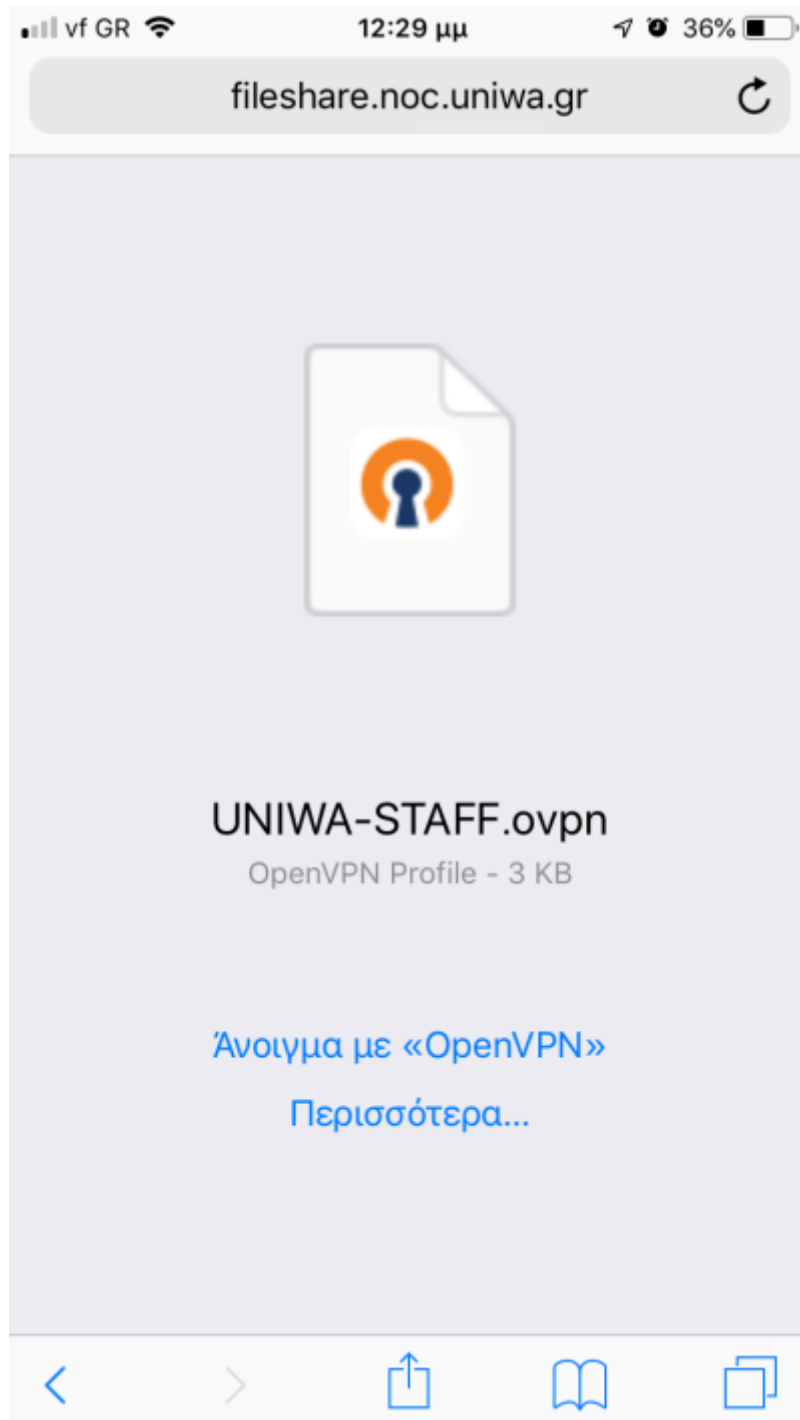 vf GR 12:29 μμ 36%
fileshare.noc.uniwa.gr
UNIWA-STAFF.ovpn
OpenVPN Profile - 3 KB
Άνοιγμα με «OpenVPN»
Περισσότερα...